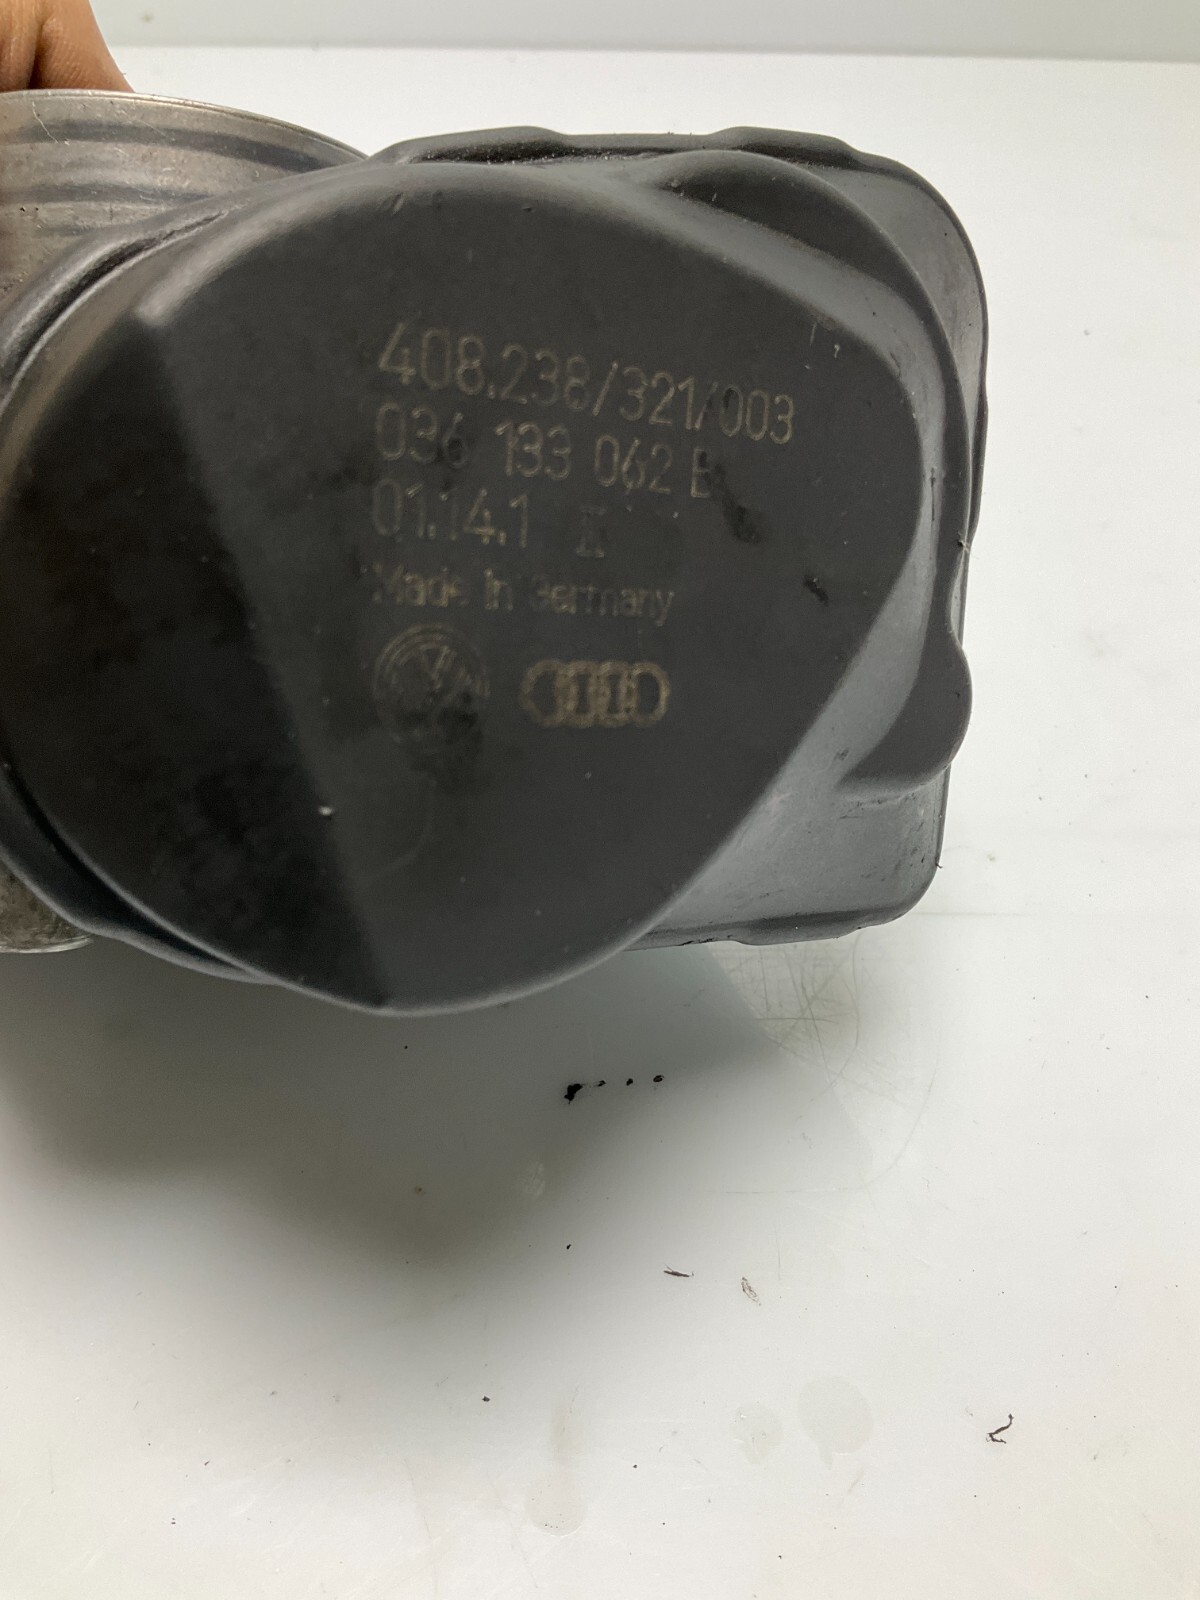 408.238/321/003
036 133 062 B
01.14.1 II
Made in Germany